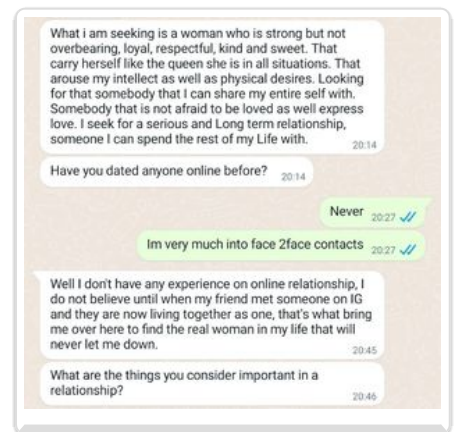 What i am seeking is a woman who is strong but not
overbearing, loyal, respectful, kind and sweet. That
carry herself like the queen she is in all situations. That
arouse my intellect as well as physical desires. Looking
for that somebody that I can share my entire self with.
Somebody that is not afraid to be loved as well express
love. I seek for a serious and Long term relationship,
someone I can spend the rest of my Life with.
20:14
Have you dated anyone online before? 20:14
Never 20:27
Im very much into face 2face contacts 20:27
Well I don't have any experience on online relationship, I
do not believe until when my friend met someone on IG
and they are now living together as one, that's what bring
me over here to find the real woman in my life that will
never let me down.
20:45
What are the things you consider important in a
relationship?
20:46